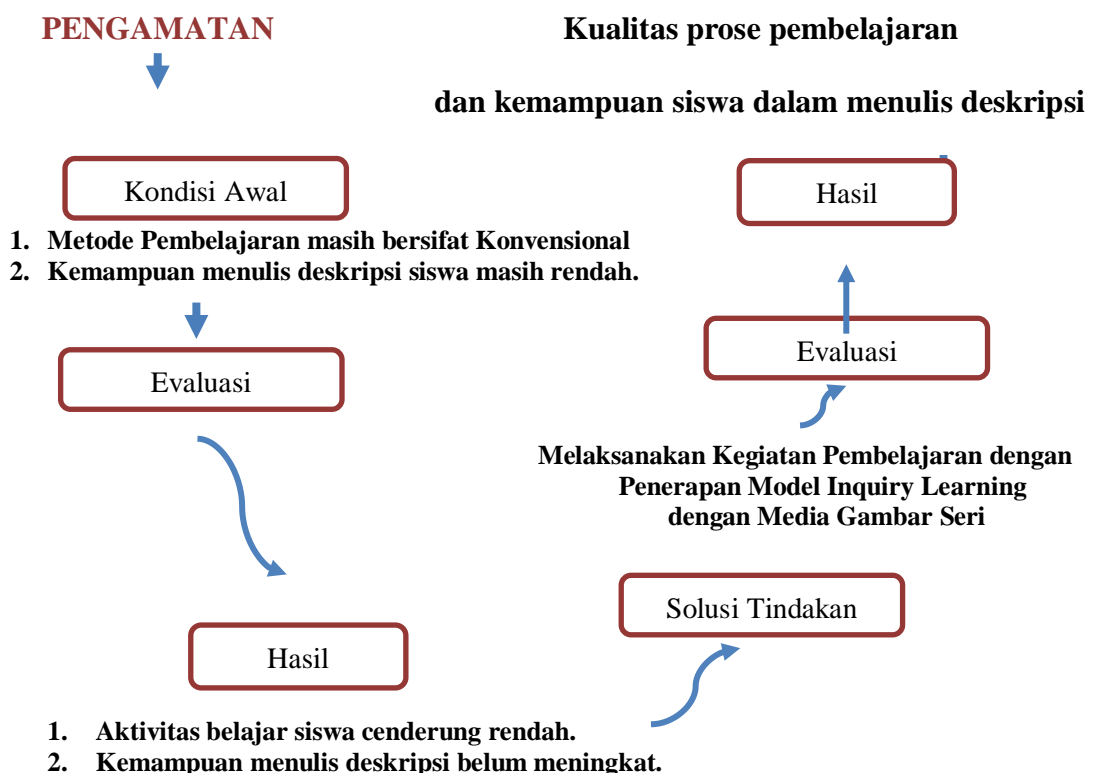 PENGAMATAN
Kualitas prose pembelajaran
dan kemampuan siswa dalam menulis deskripsi
Kondisi Awal
1. Metode Pembelajaran masih bersifat Konvensional
2. Kemampuan menulis deskripsi siswa masih rendah.
Evaluasi
Hasil
1. Aktivitas belajar siswa cenderung rendah.
2. Kemampuan menulis deskripsi belum meningkat.
Solusi Tindakan
Melaksanakan Kegiatan Pembelajaran dengan
Penerapan Model Inquiry Learning
dengan Media Gambar Seri
Evaluasi
Hasil